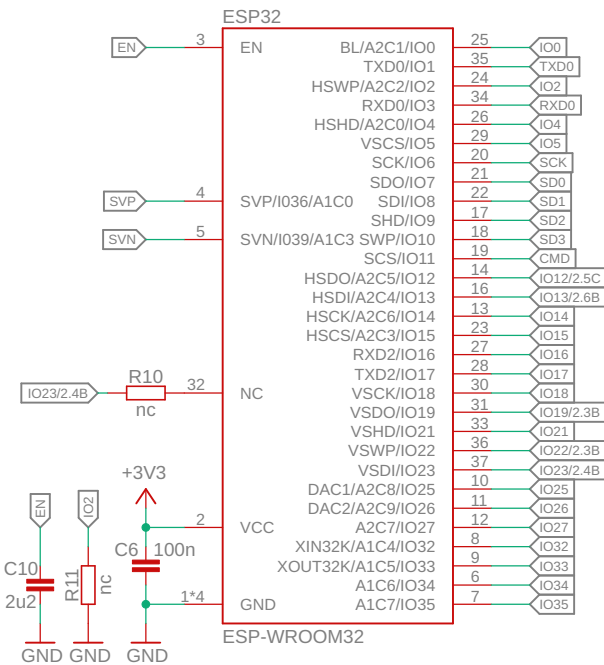 ESP32
EN 3 EN BL/A2C1/IO0 25 IO0
TXD0/IO1 35 TXD0
HSWP/A2C2/IO2 24 IO2
RXD0/IO3 34 RXD0
HSHD/A2C0/IO4 26 IO4
VSCS/IO5 29 IO5
SCK/IO6 20 SCK
SDO/IO7 21 SD0
SVP 4 SVP/I036/A1C0 SDI/IO8 22 SD1
SHD/IO9 17 SD2
SVN 5 SVN/I039/A1C3 SWP/IO10 18 SD3
SCS/IO11 19 CMD
HSDO/A2C5/IO12 14 IO12/2.5C
HSDI/A2C4/IO13 16 IO13/2.6B
HSCK/A2C6/IO14 13 IO14
HSCS/A2C3/IO15 23 IO15
RXD2/IO16 27 IO16
TXD2/IO17 28 IO17
R10
IO23/2.4B 32 NC VSCK/IO18 30 IO18
nc
VSDO/IO19 31 IO19/2.3B
VSHD/IO21 33 IO21
VSWP/IO22 36 IO22/2.3B
+3V3 VSDI/IO23 37 IO23/2.4B
DAC1/A2C8/IO25 10 IO25
EN IO2 DAC2/A2C9/IO26 11 IO26
2 VCC A2C7/IO27 12 IO27
C6 100n XIN32K/A1C4/IO32 8 IO32
C10 XOUT32K/A1C5/IO33 9 IO33
R11 nc A1C6/IO34 6 IO34
2u2 1*4 GND A1C7/IO35 7 IO35
ESP-WROOM32
GND GND GND